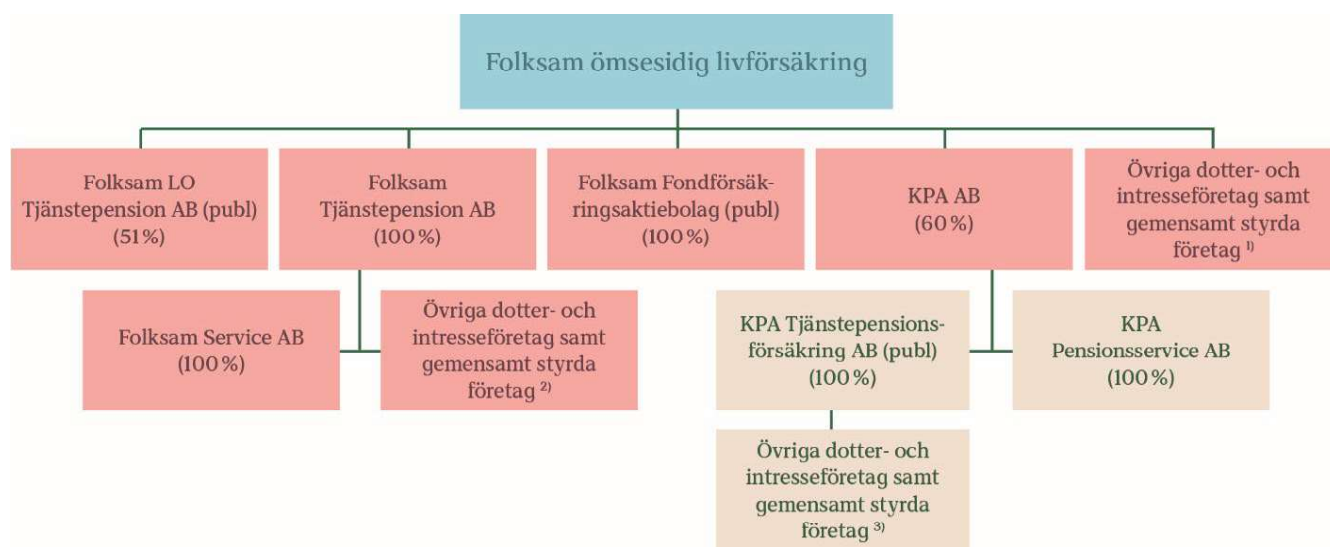 Folksam ömsesidig livförsäkring
Folksam LO
Tjänstepension AB (publ)
(51 %)
Folksam
Tjänstepension AB
(100 %)
Folksam Fondförsäk-
ringsaktiebolag (publ)
(100 %)
KPA AB
(60 %)
Övriga dotter- och
intresseföretag samt
gemensamt styrda
företag ¹⁾
Folksam Service AB
(100 %)
Övriga dotter- och
intresseföretag samt
gemensamt styrda
företag ²⁾
KPA Tjänstepensions-
försäkring AB (publ)
(100 %)
KPA
Pensionsservice AB
(100 %)
Övriga dotter- och
intresseföretag samt
gemensamt styrda
företag ³⁾